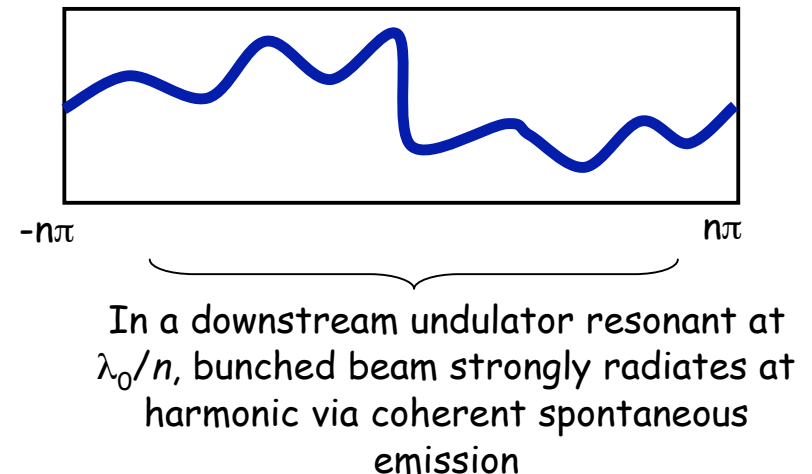 -nπ nπ
In a downstream undulator resonant at
λ₀/n, bunched beam strongly radiates at
harmonic via coherent spontaneous
emission